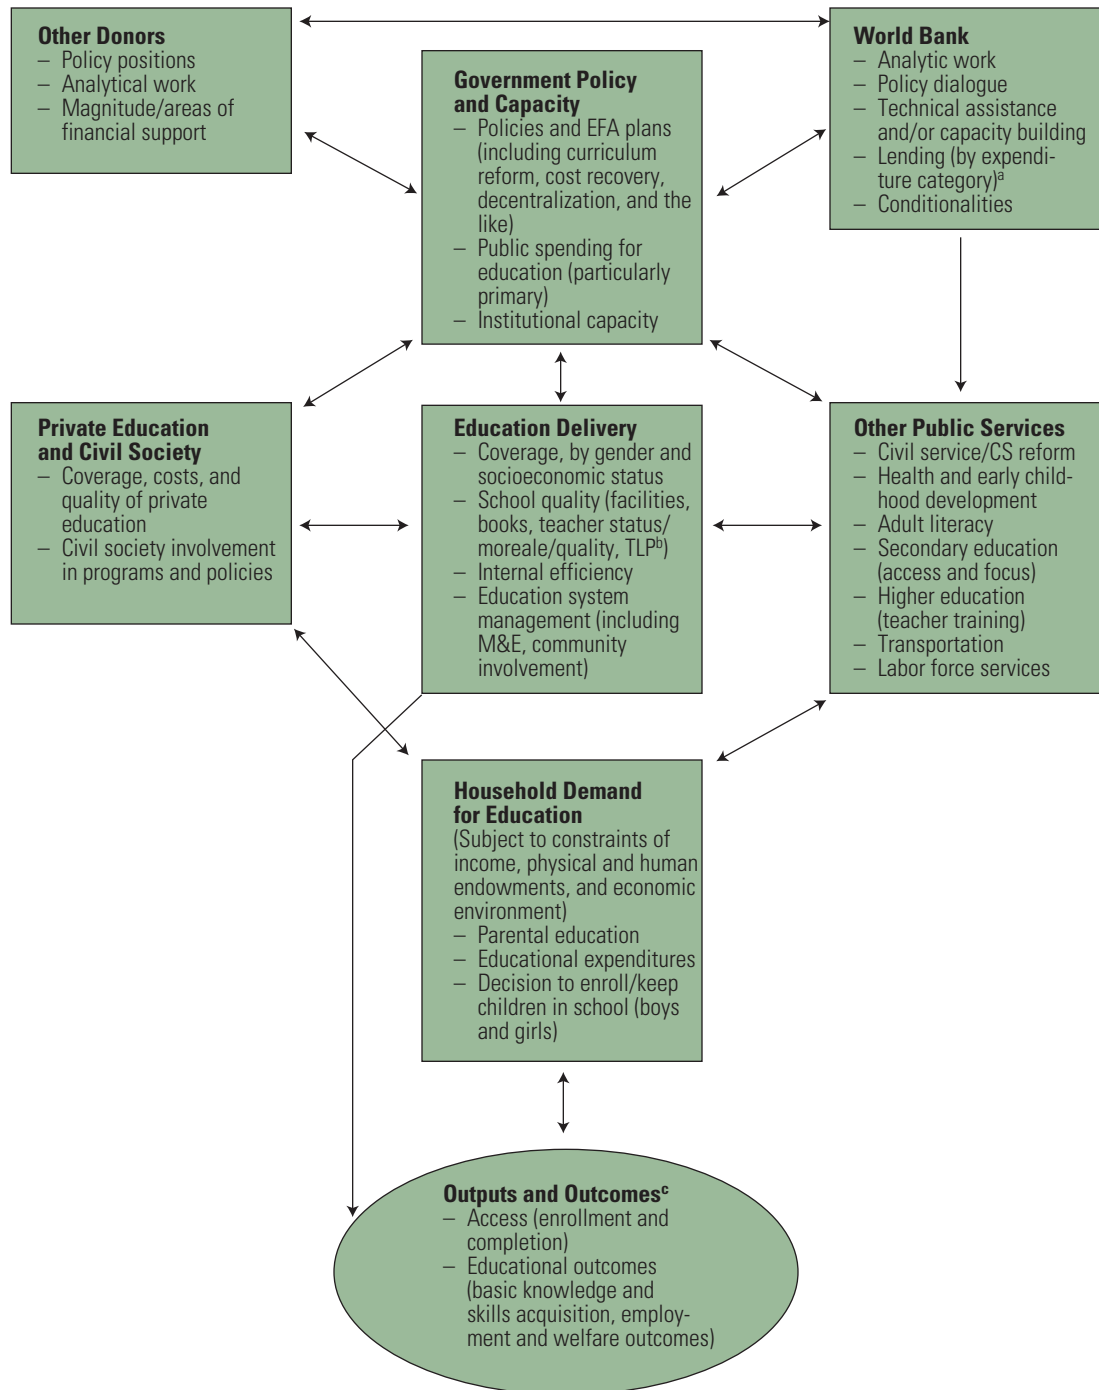 Other Donors
– Policy positions
– Analytical work
– Magnitude/areas of
financial support
Government Policy
and Capacity
– Policies and EFA plans
(including curriculum
reform, cost recovery,
decentralization, and the
like)
– Public spending for
education (particularly
primary)
– Institutional capacity
World Bank
– Analytic work
– Policy dialogue
– Technical assistance
and/or capacity building
– Lending (by expendi-
ture category)ᵃ
– Conditionalities
Private Education
and Civil Society
– Coverage, costs, and
quality of private
education
– Civil society involvement
in programs and policies
Education Delivery
– Coverage, by gender and
socioeconomic status
– School quality (facilities,
books, teacher status/
moreale/quality, TLPᵇ)
– Internal efficiency
– Education system
management (including
M&E, community
involvement)
Other Public Services
– Civil service/CS reform
– Health and early child-
hood development
– Adult literacy
– Secondary education
(access and focus)
– Higher education
(teacher training)
– Transportation
– Labor force services
Household Demand
for Education
(Subject to constraints of
income, physical and human
endowments, and economic
environment)
– Parental education
– Educational expenditures
– Decision to enroll/keep
children in school (boys
and girls)
Outputs and Outcomesᶜ
– Access (enrollment and
completion)
– Educational outcomes
(basic knowledge and
skills acquisition, employ-
ment and welfare outcomes)